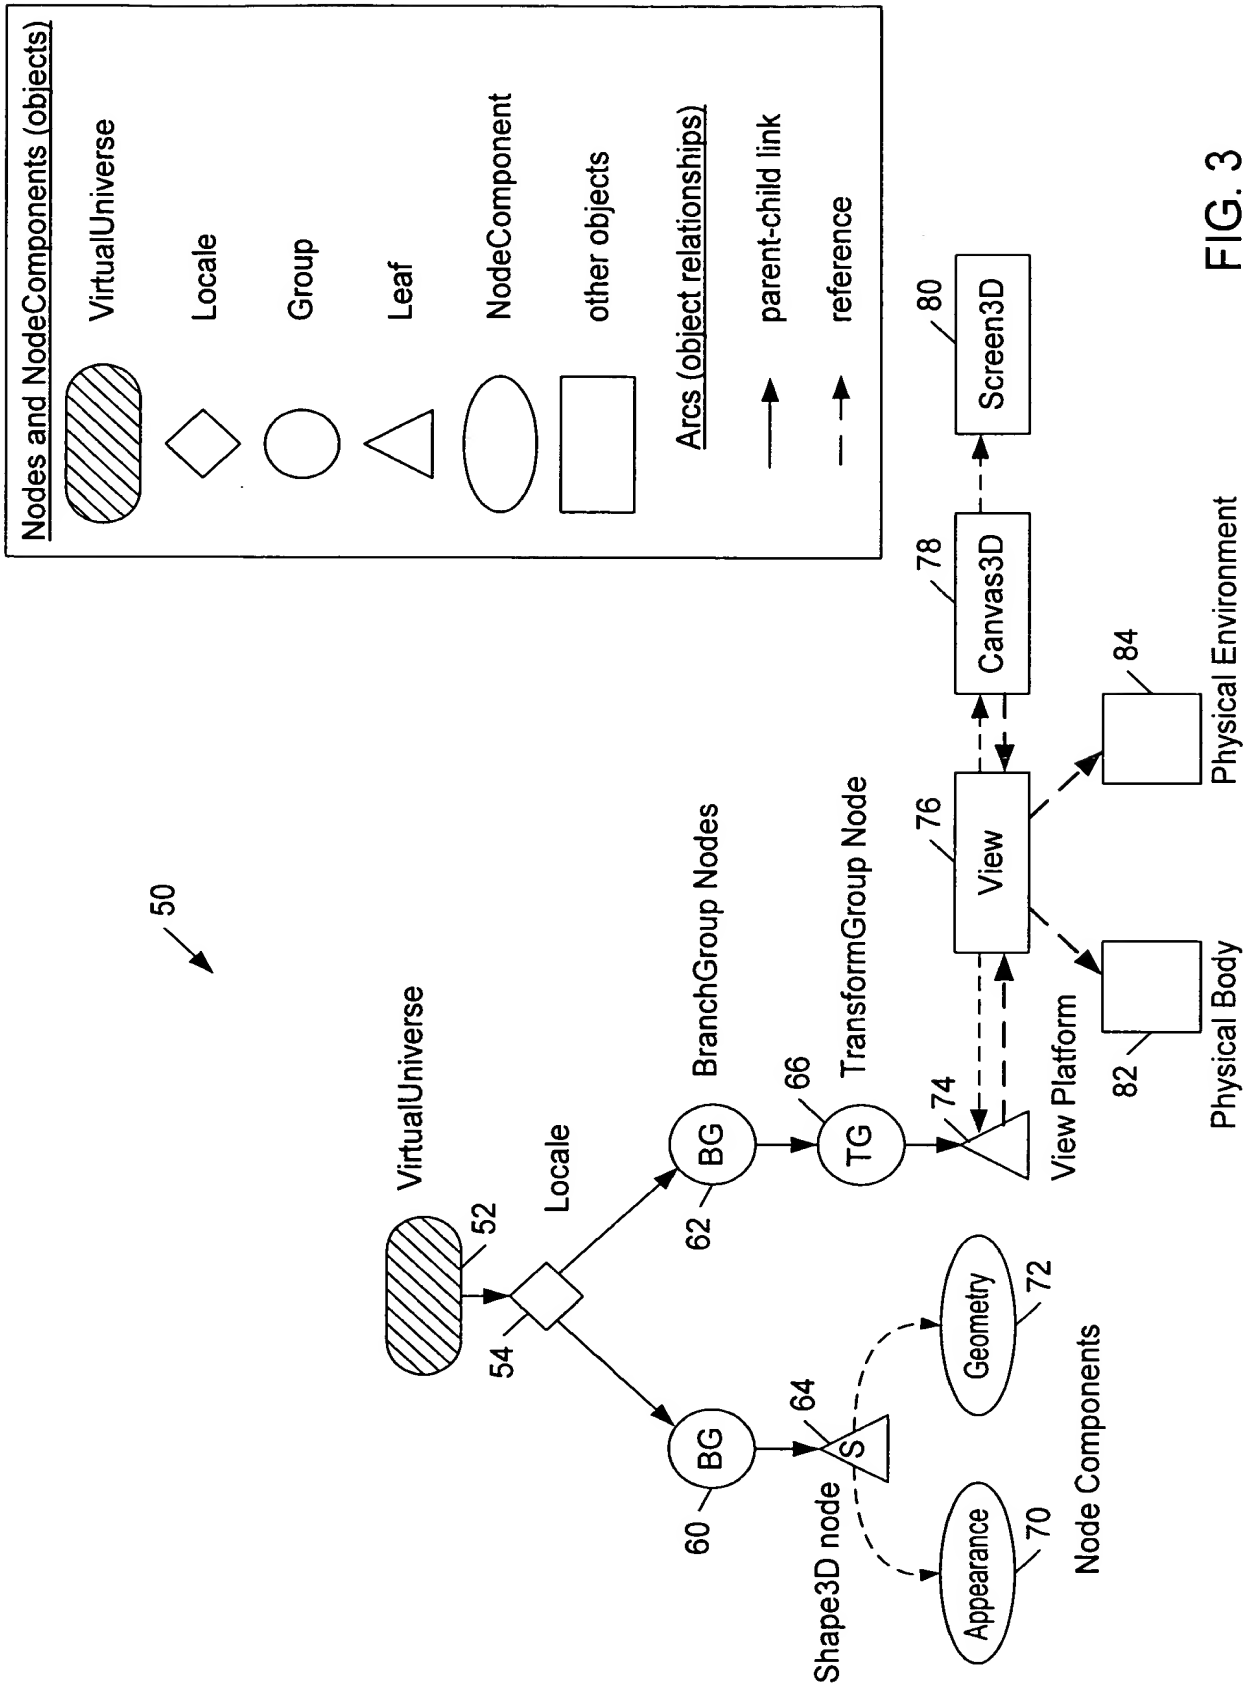 Nodes and NodeComponents (objects)
VirtualUniverse
Locale
Group
Leaf
NodeComponent
other objects
Arcs (object relationships)
parent-child link
reference
50
VirtualUniverse
52
Locale
54
BranchGroup Nodes
BG
60
BG
62
TransformGroup Node
TG
66
Shape3D node
S
64
Appearance
70
Geometry
72
Node Components
74
View Platform
View
76
Canvas3D
78
Screen3D
80
82
Physical Body
84
Physical Environment
FIG. 3